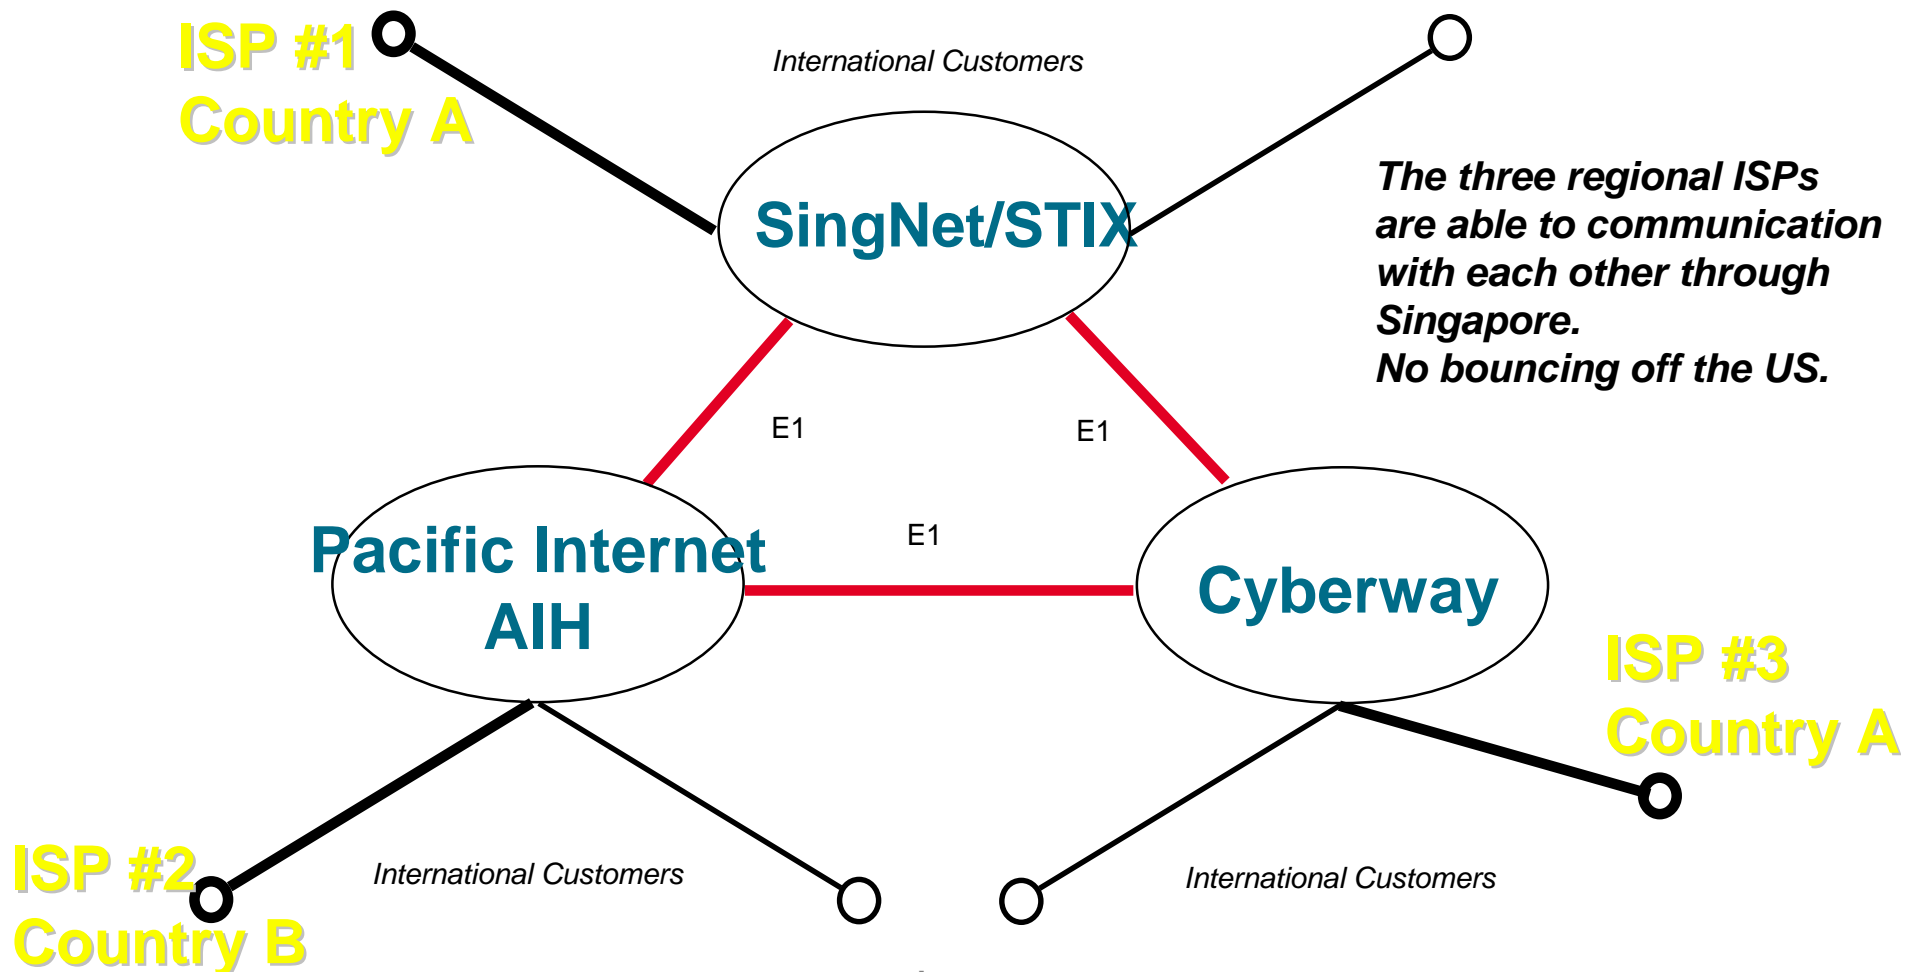 ISP #1
Country A
International Customers
The three regional ISPs
are able to communication
with each other through
Singapore.
No bouncing off the US.
SingNet/STIX
E1
E1
E1
Pacific Internet
AIH
Cyberway
ISP #3
Country A
ISP #2
Country B
International Customers
International Customers